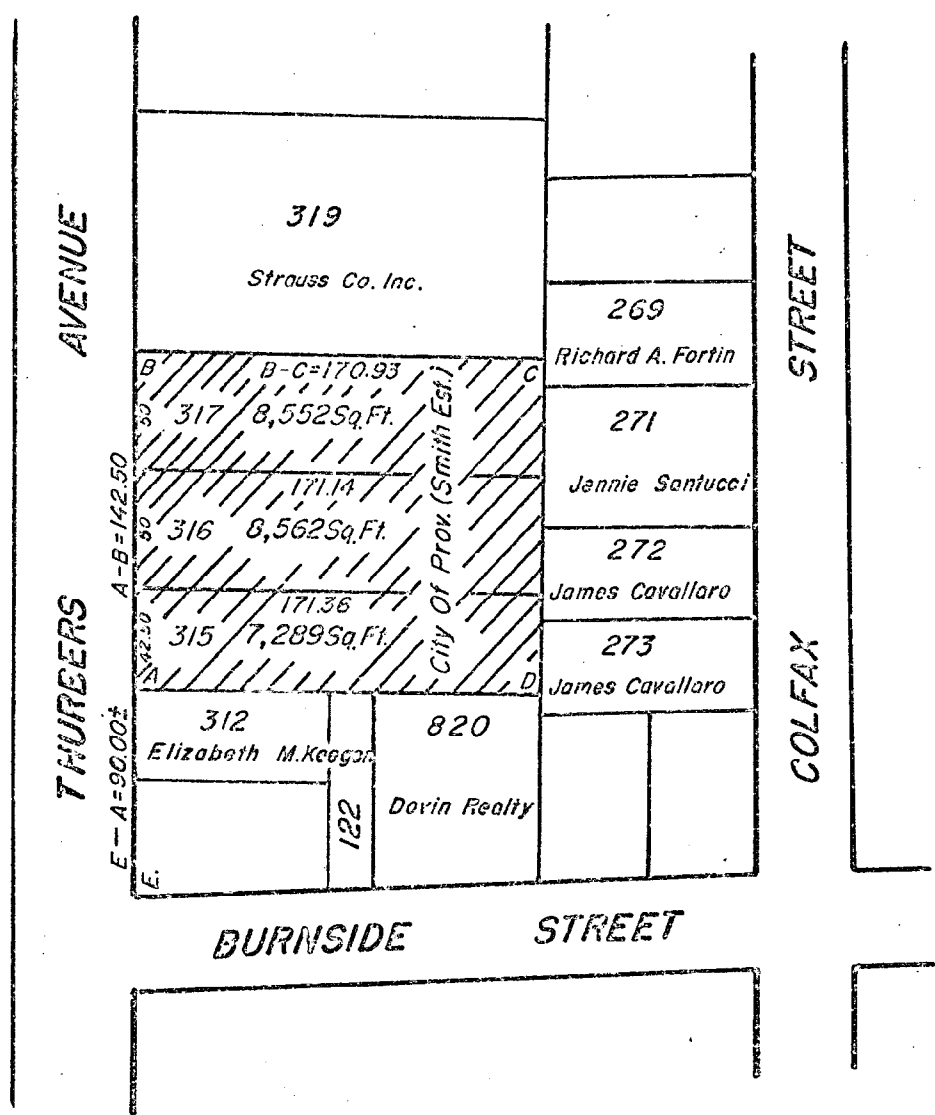 THURBERS AVENUE
319
Strauss Co. Inc.
B
B-C=170.93
C
50
317 8,552 Sq.Ft.
171.14
A-B=142.50
50
316 8,562 Sq.Ft.
171.36
42.50
315 7,289 Sq.Ft.
City Of Prov. (Smith Est.)
A
D
E-A=90.00±
312
Elizabeth M. Keegan
122
820
Dovin Realty
E.
269
Richard A. Fortin
271
Jennie Santucci
272
James Cavallaro
273
James Cavallaro
COLFAX STREET
BURNSIDE STREET